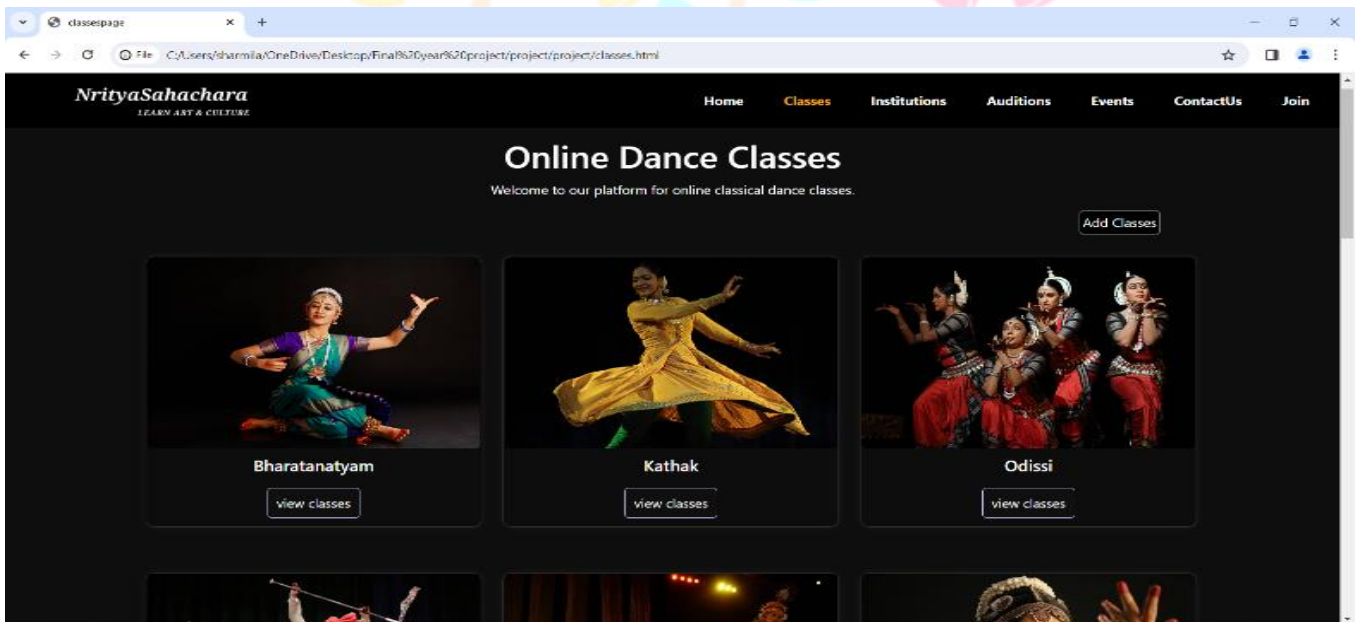 classespage
File C:/Users/sharmila/OneDrive/Desktop/Final%20year%20project/project/project/classes.html
NrityaSahachara
LEARN ART & CULTURE
Home Classes Institutions Auditions Events ContactUs Join
Online Dance Classes
Welcome to our platform for online classical dance classes.
Add Classes
Bharatanatyam Kathak Odissi
view classes view classes view classes